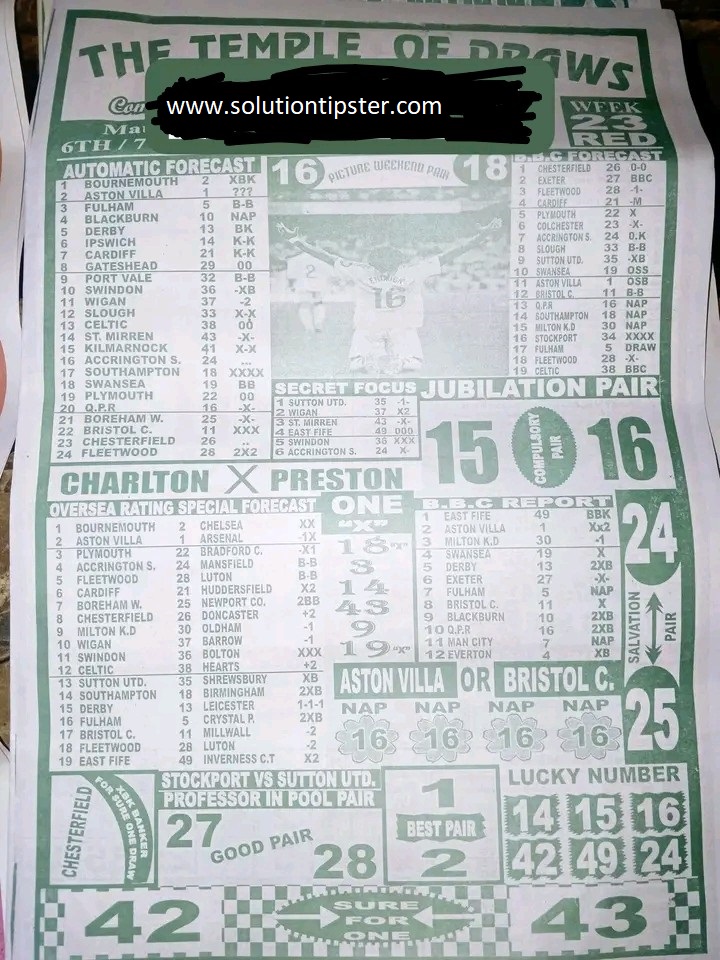 THE TEMPLE OF DRAWS
www.solutiontipster.com
6TH / 7
WEEK
23
RED
AUTOMATIC FORECAST
1 BOURNEMOUTH 2 XBK
2 ASTON VILLA 1 ???
3 FULHAM 5 B-B
4 BLACKBURN 10 NAP
5 DERBY 13 BK
6 IPSWICH 14 K-K
7 CARDIFF 21 K-K
8 GATESHEAD 29 00
9 PORT VALE 32 B-B
10 SWINDON 36 -XB
11 WIGAN 37 -2
12 SLOUGH 33 X-X
13 CELTIC 38 00
14 ST. MIRREN 43 -X-
15 KILMARNOCK 41 X-X
16 ACCRINGTON S. 24 ...
17 SOUTHAMPTON 18 XXXX
18 SWANSEA 19 BB
19 PLYMOUTH 22 00
20 Q.P.R 16 -X-
21 BOREHAM W. 25 -X-
22 BRISTOL C. 11 XXX
23 CHESTERFIELD 26 ..
24 FLEETWOOD 28 2X2
16 PICTURE WEEKEND PAIR 18
2
16
B.B.C FORECAST
1 CHESTERFIELD 26 0-0
2 EXETER 27 BBC
3 FLEETWOOD 28 -1-
4 CARDIFF 21 -M
5 PLYMOUTH 22 X
6 COLCHESTER 23 -X-
7 ACCRINGTON S. 24 O.K
8 SLOUGH 33 B-B
9 SUTTON UTD. 35 -XB
10 SWANSEA 19 OSS
11 ASTON VILLA 1 OSB
12 BRISTOL C. 11 B-B
13 Q.P.R 16 NAP
14 SOUTHAMPTON 18 NAP
15 MILTON K.D 30 NAP
16 STOCKPORT 34 XXXX
17 FULHAM 5 DRAW
18 FLEETWOOD 28 -X-
19 CELTIC 38 BBC
SECRET FOCUS
1 SUTTON UTD. 35 -1-
2 WIGAN 37 X2
3 ST. MIRREN 43 -X-
4 EAST FIFE 49 000
5 SWINDON 36 XXX
6 ACCRINGTON S. 24 X-
JUBILATION PAIR
15 COMPULSORY PAIR 16
CHARLTON X PRESTON
OVERSEA RATING SPECIAL FORECAST
1 BOURNEMOUTH 2 CHELSEA XX
2 ASTON VILLA 1 ARSENAL -1X
3 PLYMOUTH 22 BRADFORD C. -X1
4 ACCRINGTON S. 24 MANSFIELD B-B
5 FLEETWOOD 28 LUTON B-B
6 CARDIFF 21 HUDDERSFIELD X2
7 BOREHAM W. 25 NEWPORT CO. 2BB
8 CHESTERFIELD 26 DONCASTER +2
9 MILTON K.D 30 OLDHAM -1
10 WIGAN 37 BARROW -1
11 SWINDON 36 BOLTON XXX
12 CELTIC 38 HEARTS +2
13 SUTTON UTD. 35 SHREWSBURY XB
14 SOUTHAMPTON 18 BIRMINGHAM 2XB
15 DERBY 13 LEICESTER 1-1-1
16 FULHAM 5 CRYSTAL P. 2XB
17 BRISTOL C. 11 MILLWALL -2
18 FLEETWOOD 28 LUTON -2
19 EAST FIFE 49 INVERNESS C.T X2
ONE
"X"
18"T"
3
14
43
9
19"X"
B.B.C REPORT
1 EAST FIFE 49 BBK
2 ASTON VILLA 1 Xx2
3 MILTON K.D 30 -1
4 SWANSEA 19 X
5 DERBY 13 2XB
6 EXETER 27 -X-
7 FULHAM 5 NAP
8 BRISTOL C. 11 X
9 BLACKBURN 10 2XB
10 Q.P.R 16 2XB
11 MAN CITY 7 NAP
12 EVERTON 4 XB
24
SALVATION PAIR
25
ASTON VILLA OR BRISTOL C.
NAP NAP NAP NAP
16 16 16 16
CHESTERFIELD
XBK BANKER
FOR SURE ONE DRAW
STOCKPORT VS SUTTON UTD.
PROFESSOR IN POOL PAIR
27 GOOD PAIR 28
1
BEST PAIR
2
LUCKY NUMBER
14 15 16
42 49 24
42 SURE FOR ONE 43